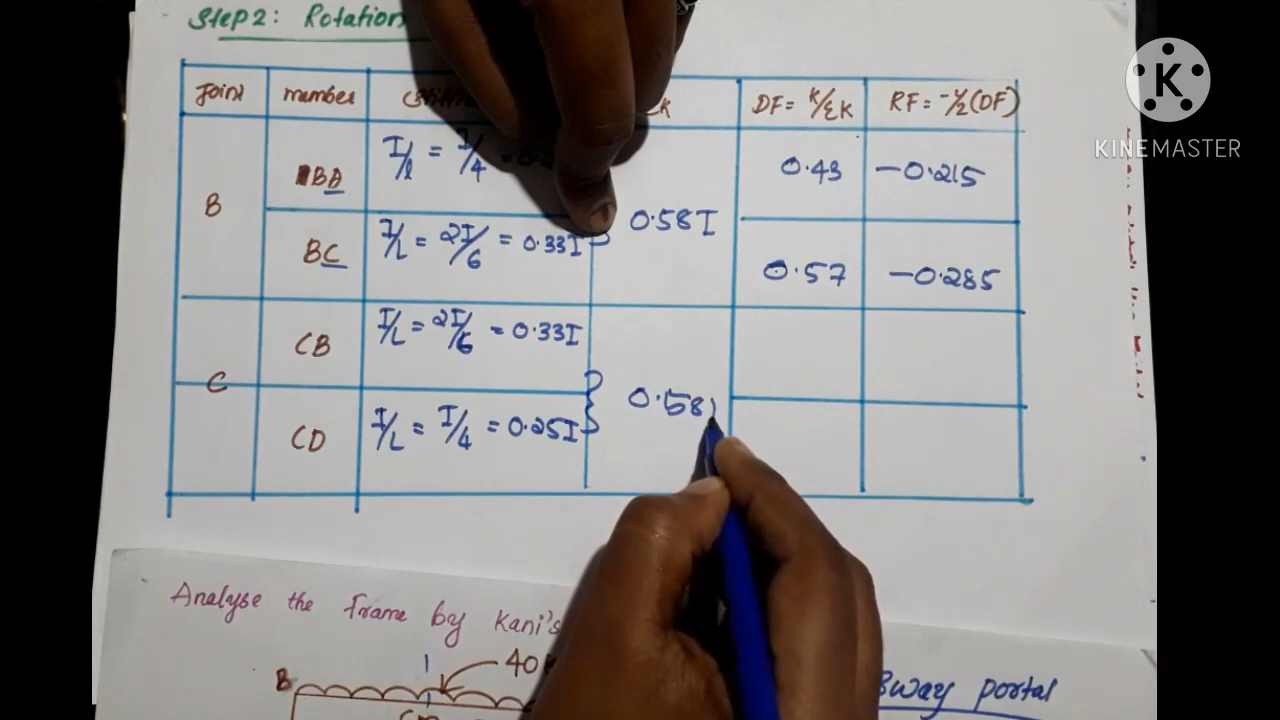 Step2: Rotation
Joint member K DF= K/ΣK RF= -1/2(DF)
B BA I/l = I/4 = 0.58I 0.43 -0.215
BC I/L = 2I/6 = 0.33I 0.57 -0.285
C CB I/L = 2I/6 = 0.33I 0.58
CD I/L = I/4 = 0.25I
Analyse the frame by Kani's
B 40
Sway portal
K
KINEMASTER